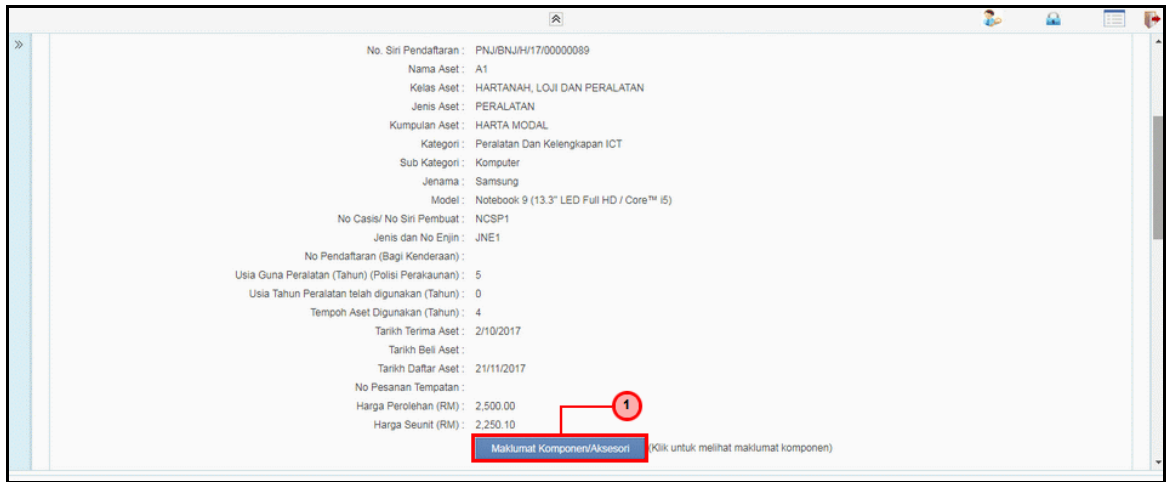 No. Siri Pendaftaran : PNJ/BNJ/H/17/00000089
Nama Aset : A1
Kelas Aset : HARTANAH, LOJI DAN PERALATAN
Jenis Aset : PERALATAN
Kumpulan Aset : HARTA MODAL
Kategori : Peralatan Dan Kelengkapan ICT
Sub Kategori : Komputer
Jenama : Samsung
Model : Notebook 9 (13.3" LED Full HD / Core™ i5)
No Casis/ No Siri Pembuat : NCSP1
Jenis dan No Enjin : JNE1
No Pendaftaran (Bagi Kenderaan) :
Usia Guna Peralatan (Tahun) (Polisi Perakaunan) : 5
Usia Tahun Peralatan telah digunakan (Tahun) : 0
Tempoh Aset Digunakan (Tahun) : 4
Tarikh Terima Aset : 2/10/2017
Tarikh Beli Aset :
Tarikh Daftar Aset : 21/11/2017
No Pesanan Tempatan :
Harga Perolehan (RM) : 2,500.00
1
Harga Seunit (RM) : 2,250.10
Maklumat Komponen/Aksesori (Klik untuk melihat maklumat komponen)